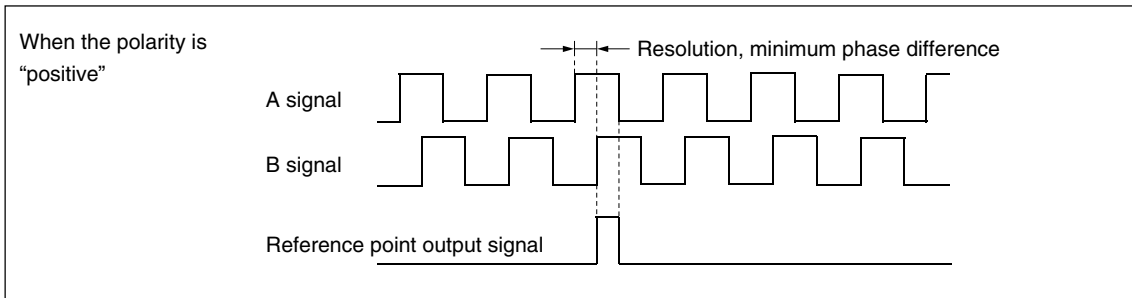 When the polarity is
“positive”
Resolution, minimum phase difference
A signal
B signal
Reference point output signal